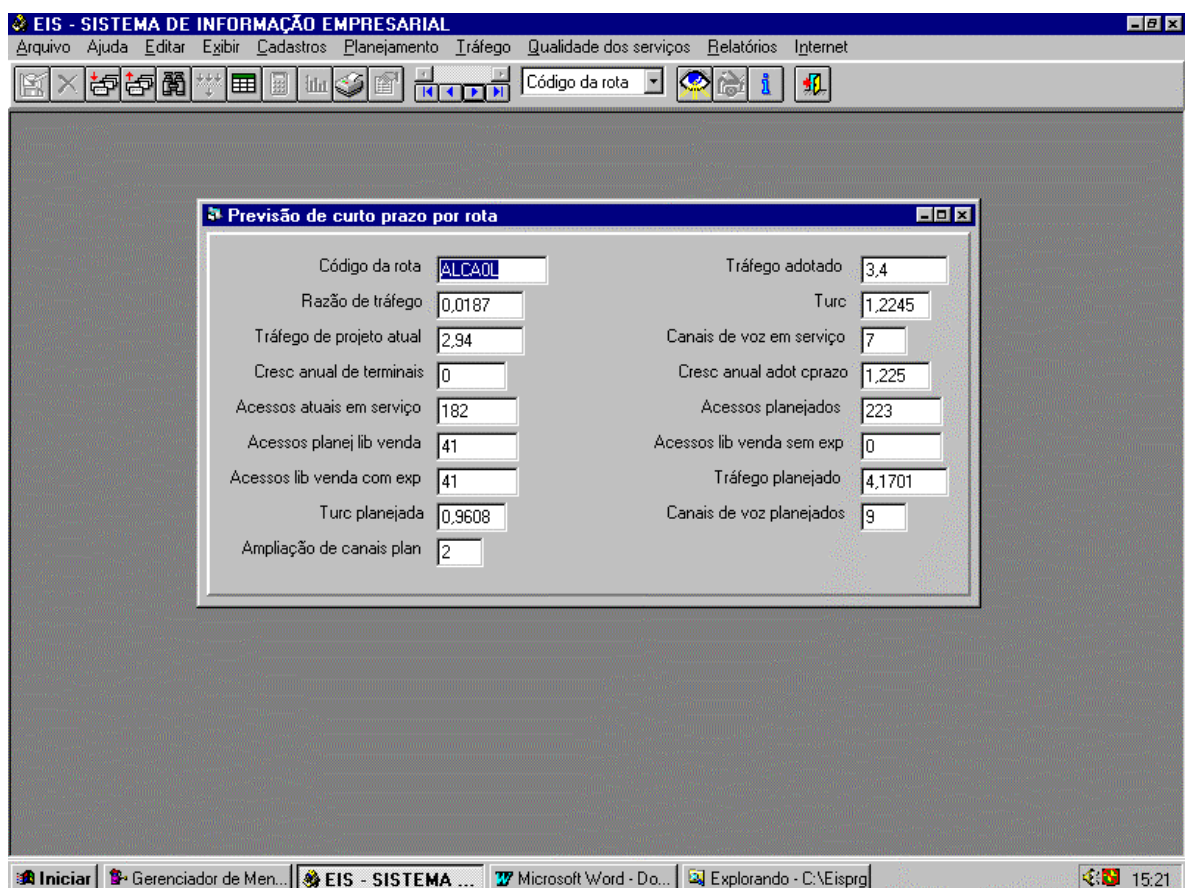 EIS - SISTEMA DE INFORMAÇÃO EMPRESARIAL
Arquivo Ajuda Editar Exibir Cadastros Planejamento Tráfego Qualidade dos serviços Relatórios Internet
Código da rota
Previsão de curto prazo por rota
Código da rota ALCA0L Tráfego adotado 3,4
Razão de tráfego 0,0187 Turc 1,2245
Tráfego de projeto atual 2,94 Canais de voz em serviço 7
Cresc anual de terminais 0 Cresc anual adot cprazo 1,225
Acessos atuais em serviço 182 Acessos planejados 223
Acessos planej lib venda 41 Acessos lib venda sem exp 0
Acessos lib venda com exp 41 Tráfego planejado 4,1701
Turc planejada 0,9608 Canais de voz planejados 9
Ampliação de canais plan 2
Iniciar Gerenciador de Men... EIS - SISTEMA ... Microsoft Word - Do... Explorando - C:\Eisprg 15:21